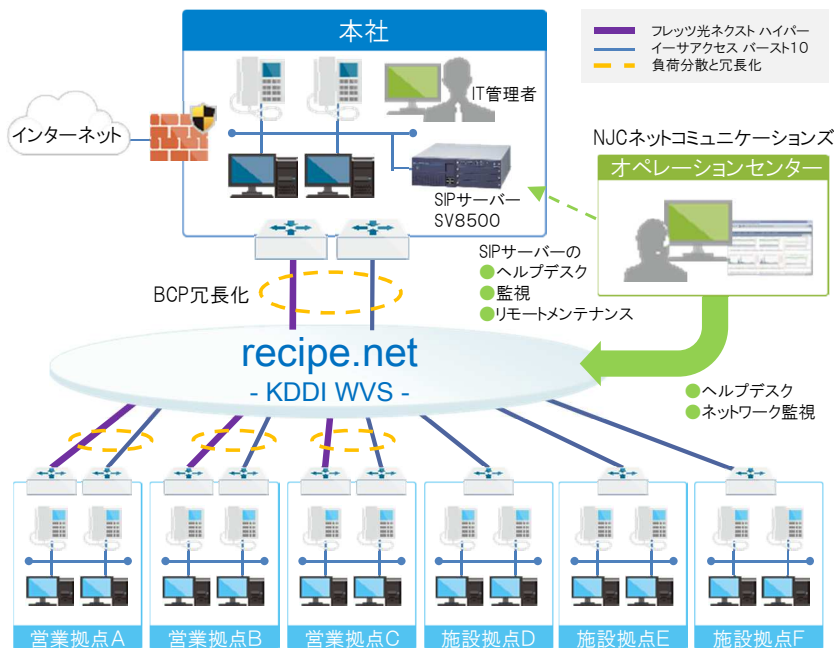 本社
フレッツ光ネクスト ハイパー
イーサアクセス バースト10
負荷分散と冗長化
IT管理者
インターネット
SIPサーバー
SV8500
NJCネットコミュニケーションズ
オペレーションセンター
SIPサーバーの
●ヘルプデスク
●監視
●リモートメンテナンス
BCP冗長化
recipe.net
- KDDI WVS -
●ヘルプデスク
●ネットワーク監視
営業拠点A
営業拠点B
営業拠点C
施設拠点D
施設拠点E
施設拠点F